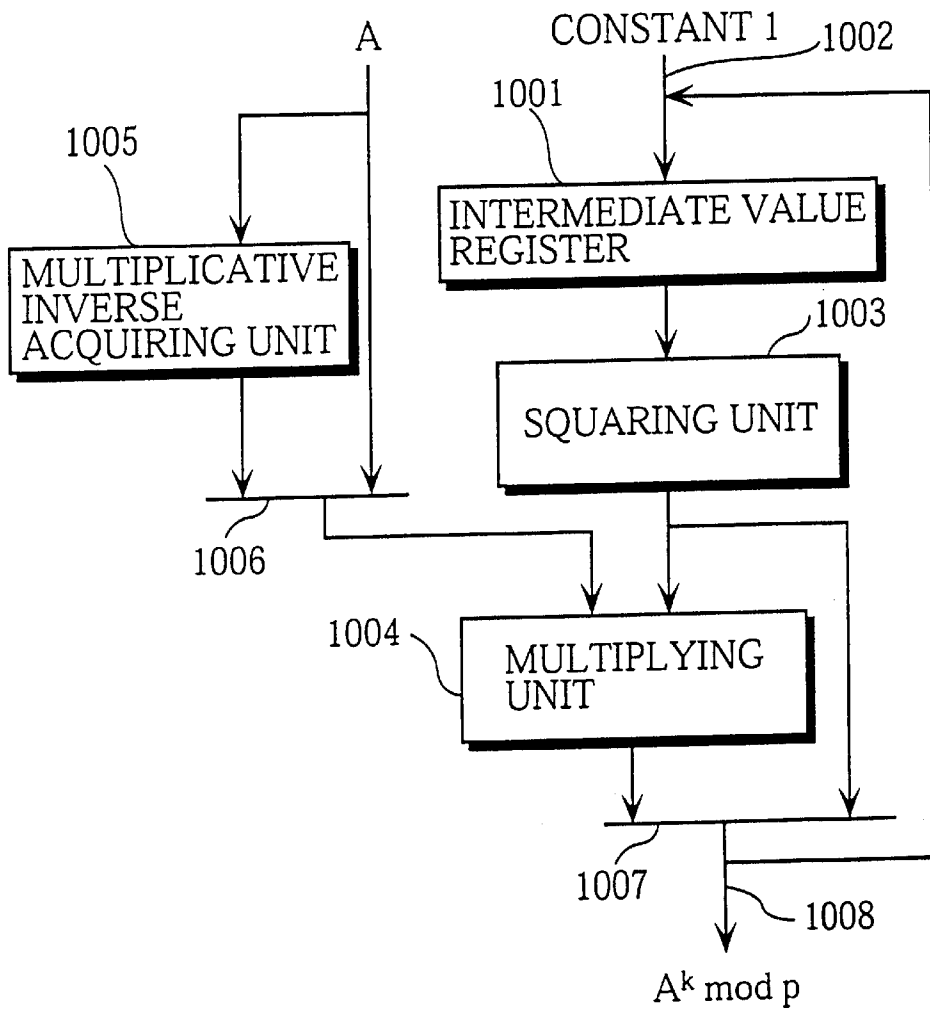 A
CONSTANT 1
1002
1001
1005
INTERMEDIATE VALUE
REGISTER
MULTIPLICATIVE
INVERSE
ACQUIRING UNIT
1003
SQUARING UNIT
1006
1004
MULTIPLYING
UNIT
1007
1008
Aᵏ mod p